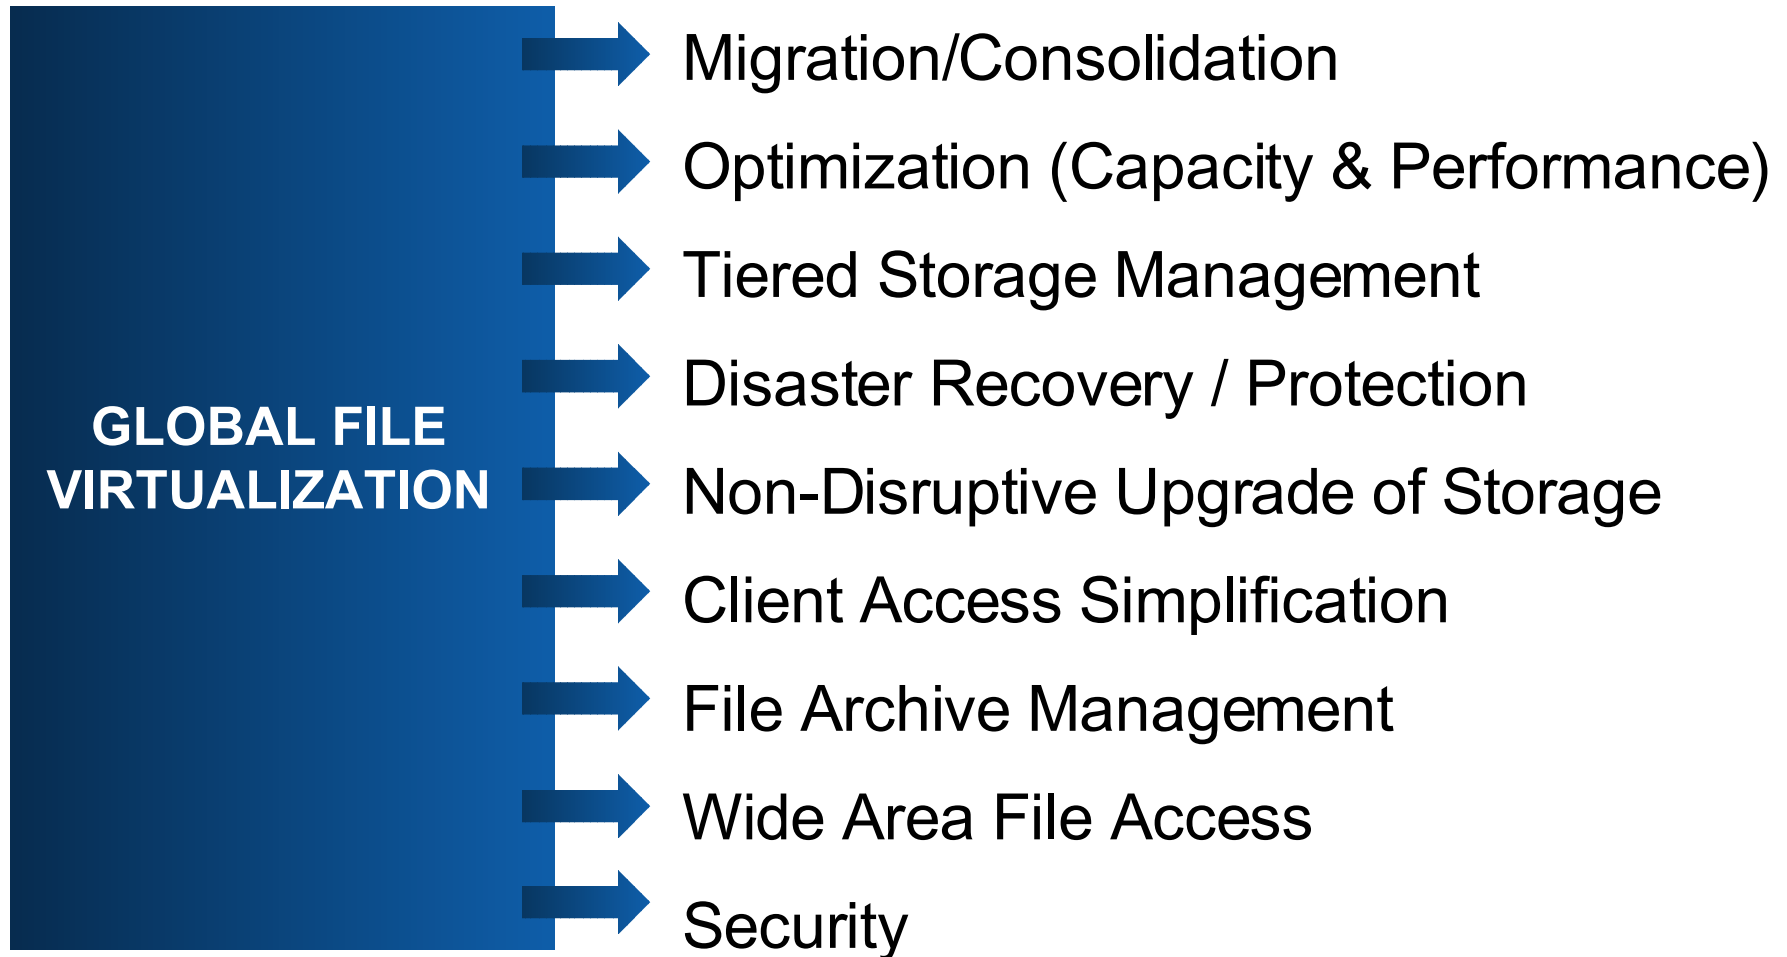 GLOBAL FILE
VIRTUALIZATION
Migration/Consolidation
Optimization (Capacity & Performance)
Tiered Storage Management
Disaster Recovery / Protection
Non-Disruptive Upgrade of Storage
Client Access Simplification
File Archive Management
Wide Area File Access
Security